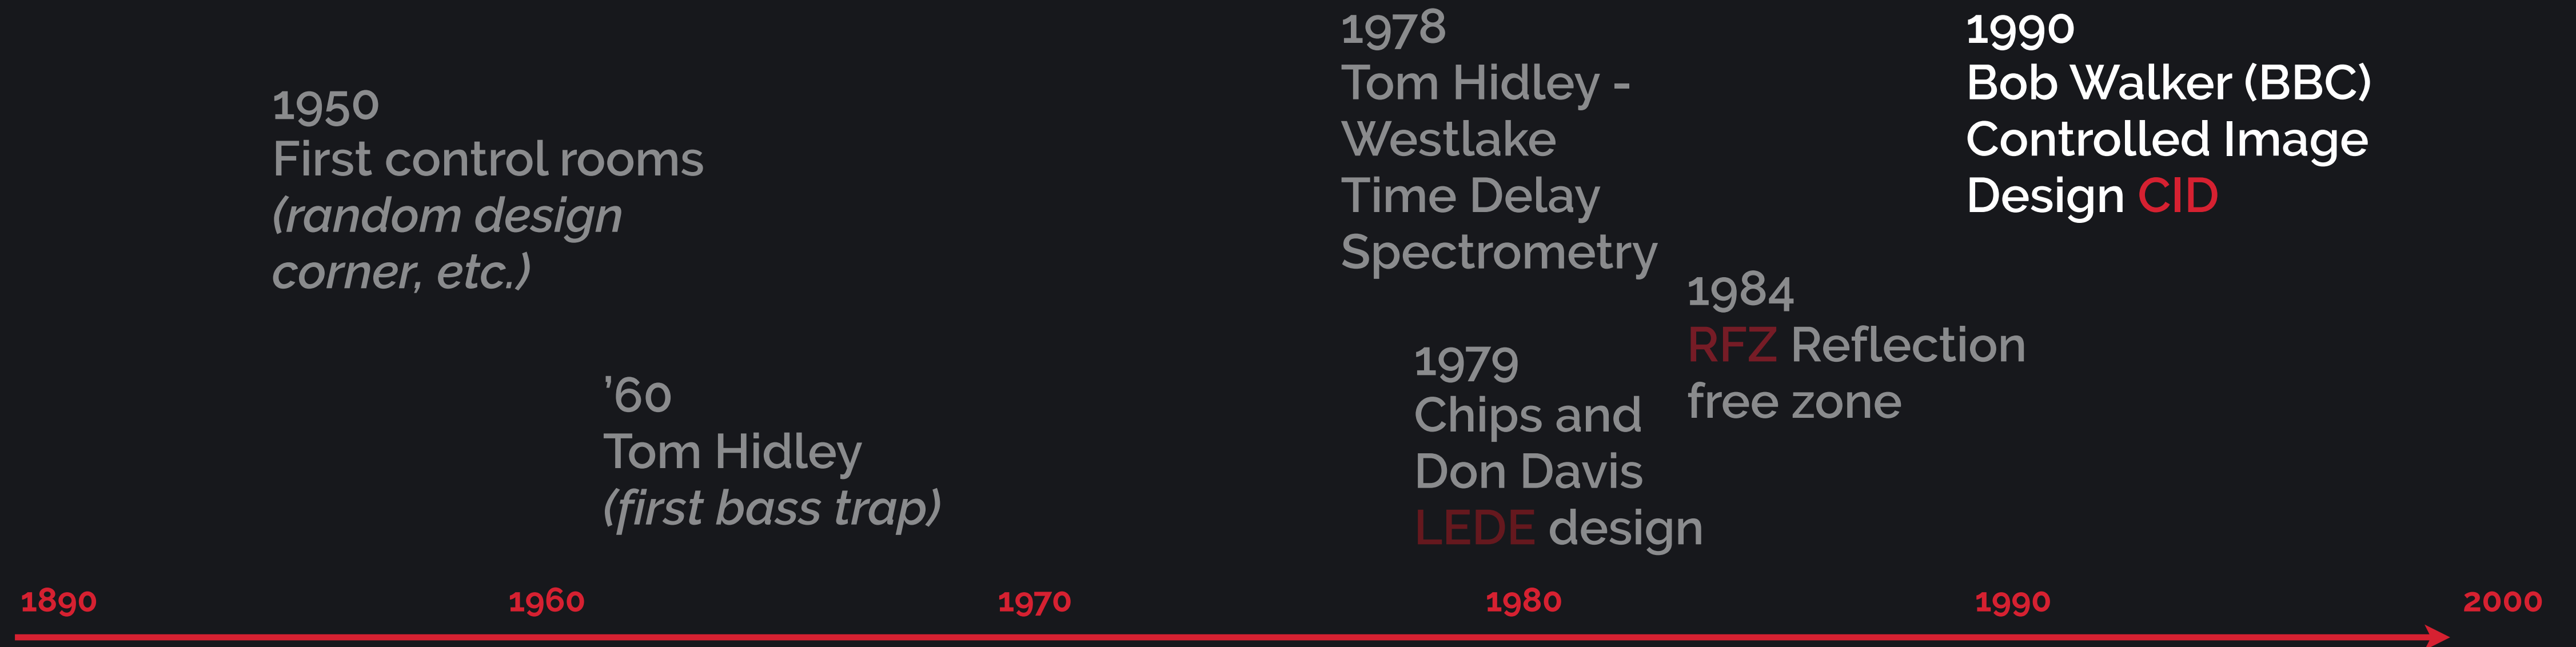 1950
First control rooms
(random design
corner, etc.)
’60
Tom Hidley
(first bass trap)
1978
Tom Hidley -
Westlake
Time Delay
Spectrometry
1979
Chips and
Don Davis
LEDE design
1984
RFZ Reflection
free zone
1990
Bob Walker (BBC)
Controlled Image
Design CID
1890
1960
1970
1980
1990
2000